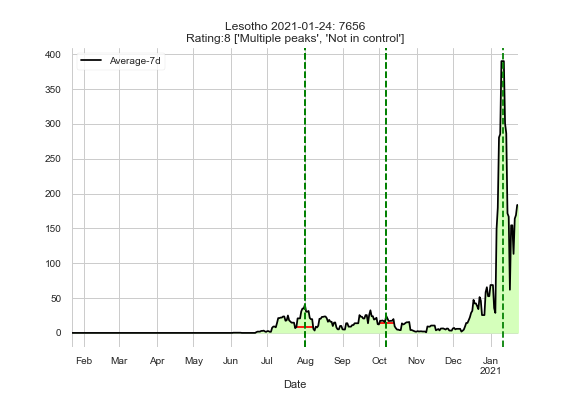 Lesotho 2021-01-24: 7656
Rating:8 ['Multiple peaks', 'Not in control']
400
Average-7d
350
300
250
200
150
100
50
0
Feb Mar Apr May Jun Jul Aug Sep Oct Nov Dec Jan
2021
Date